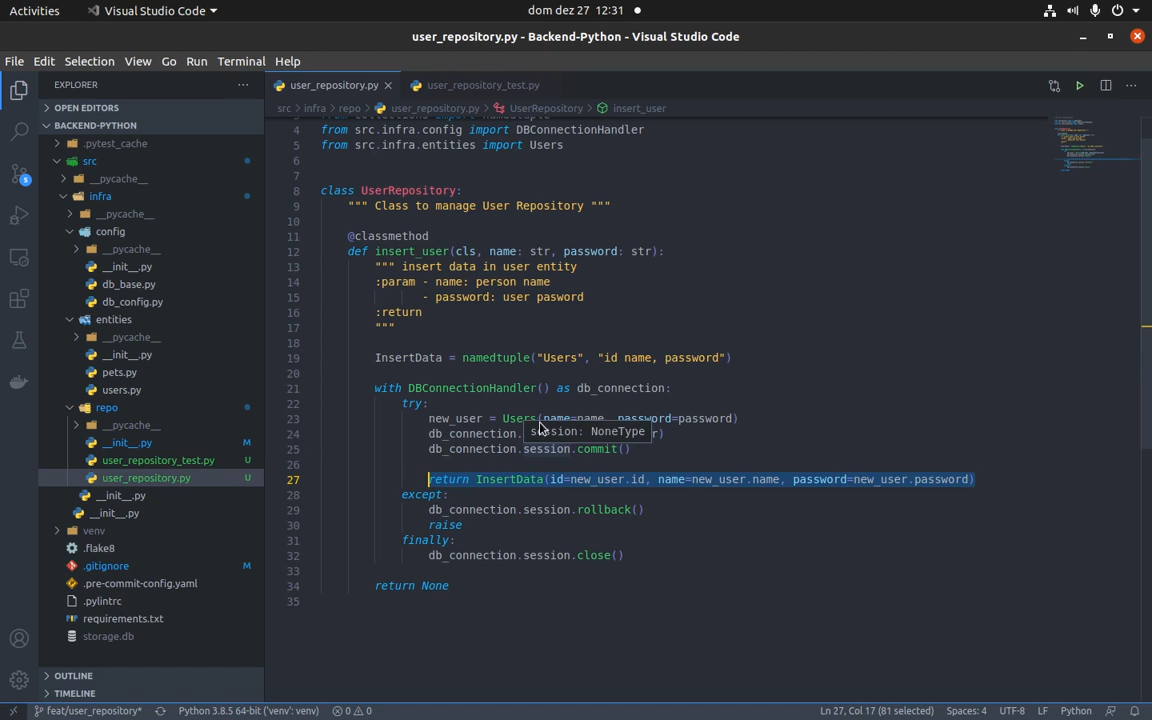 Activities
Visual Studio Code
dom dez 27 12:31
user_repository.py - Backend-Python - Visual Studio Code
File Edit Selection View Go Run Terminal Help
EXPLORER
OPEN EDITORS
BACKEND-PYTHON
.pytest_cache
src
__pycache__
infra
__pycache__
config
__pycache__
__init__.py
db_base.py
db_config.py
entities
__pycache__
__init__.py
pets.py
users.py
repo
__pycache__
__init__.py M
user_repository_test.py U
user_repository.py U
__init__.py
__init__.py
venv
.flake8
.gitignore M
.pre-commit-config.yaml
.pylintrc
requirements.txt
storage.db
OUTLINE
TIMELINE
user_repository.py
user_repository_test.py
src > infra > repo > user_repository.py > UserRepository > insert_user
4 from src.infra.config import DBConnectionHandler
5 from src.infra.entities import Users
6
7
8 class UserRepository:
9 """ Class to manage User Repository """
10
11 @classmethod
12 def insert_user(cls, name: str, password: str):
13 """ insert data in user entity
14 :param - name: person name
15 - password: user pasword
16 :return
17 """
18
19 InsertData = namedtuple("Users", "id name, password")
20
21 with DBConnectionHandler() as db_connection:
22 try:
23 new_user = Users(name=name, password=password)
24 db_connection. r)
session: NoneType
25 db_connection.session.commit()
26
27 return InsertData(id=new_user.id, name=new_user.name, password=new_user.password)
28 except:
29 db_connection.session.rollback()
30 raise
31 finally:
32 db_connection.session.close()
33
34 return None
35
feat/user_repository*
Python 3.8.5 64-bit ('venv': venv)
0 0
Ln 27, Col 17 (81 selected)
Spaces: 4
UTF-8
LF
Python